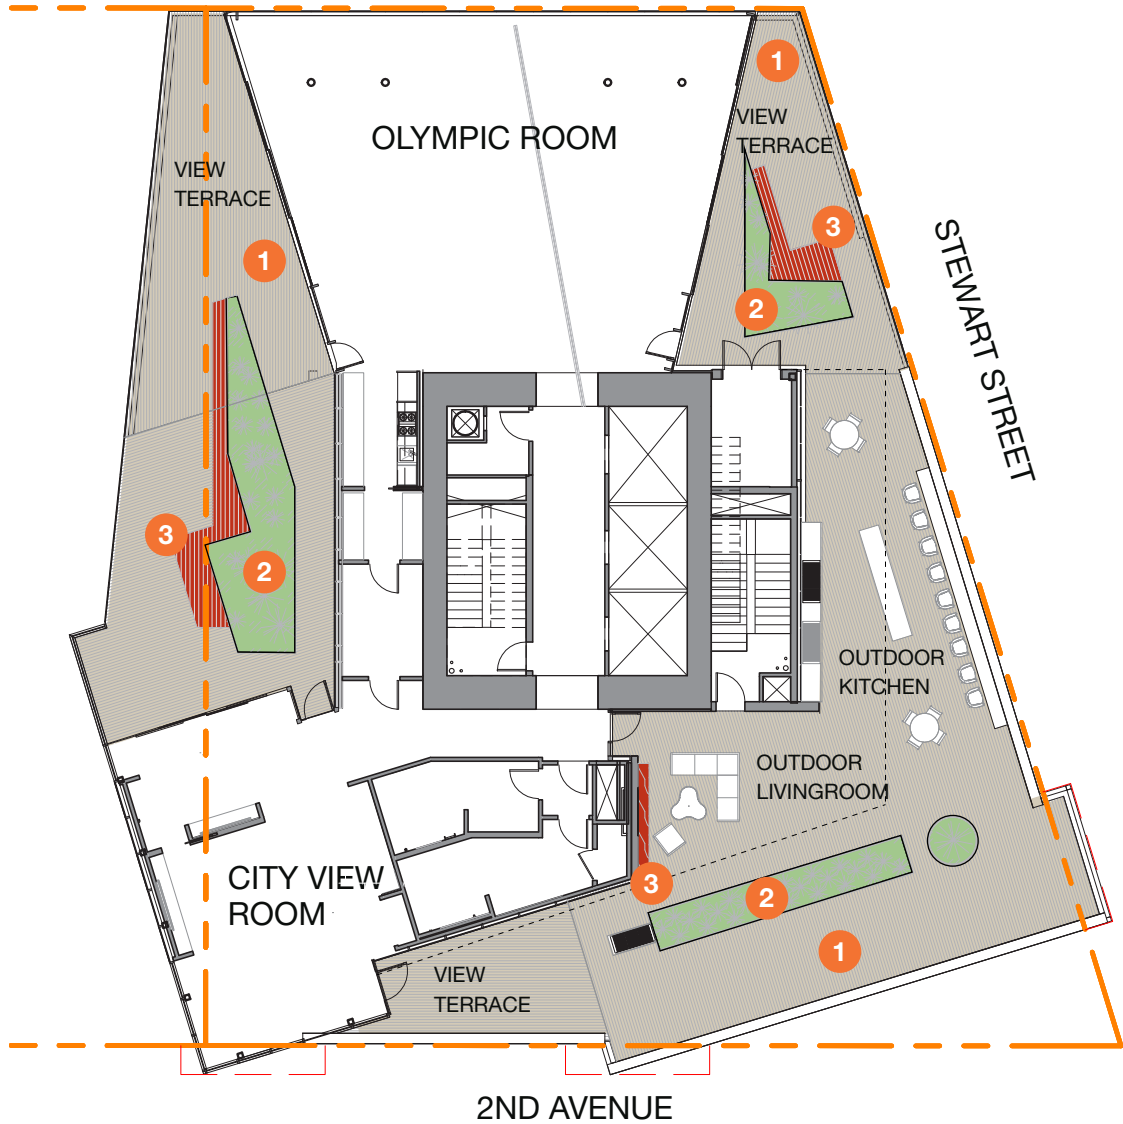 1
OLYMPIC ROOM
VIEW
TERRACE
VIEW
TERRACE
1
3
2
STEWART STREET
3
2
OUTDOOR
KITCHEN
OUTDOOR
LIVINGROOM
CITY VIEW
ROOM
3
2
1
VIEW
TERRACE
2ND AVENUE